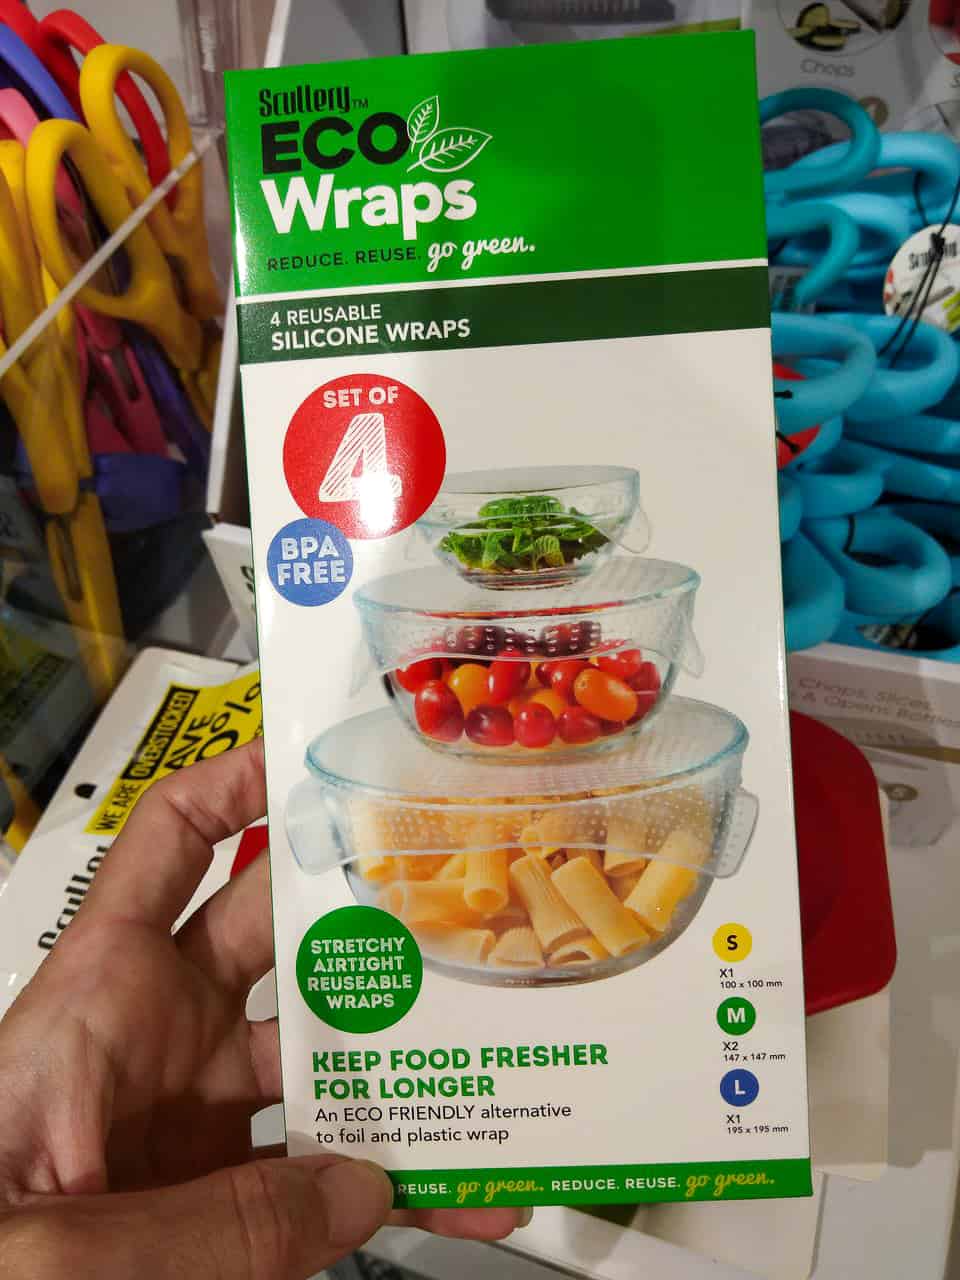 Scullery™
ECO
Wraps
REDUCE. REUSE. go green.
4 REUSABLE
SILICONE WRAPS
SET OF
4
BPA
FREE
STRETCHY
AIRTIGHT
REUSEABLE
WRAPS
KEEP FOOD FRESHER
FOR LONGER
An ECO FRIENDLY alternative
to foil and plastic wrap
S
X1
100 x 100 mm
M
X2
147 x 147 mm
L
X1
195 x 195 mm
REUSE. go green. REDUCE. REUSE. go green.
WE ARE OVERSTOCKED
Scullery
Chops
Chops, Slices,
& Opens Bottles